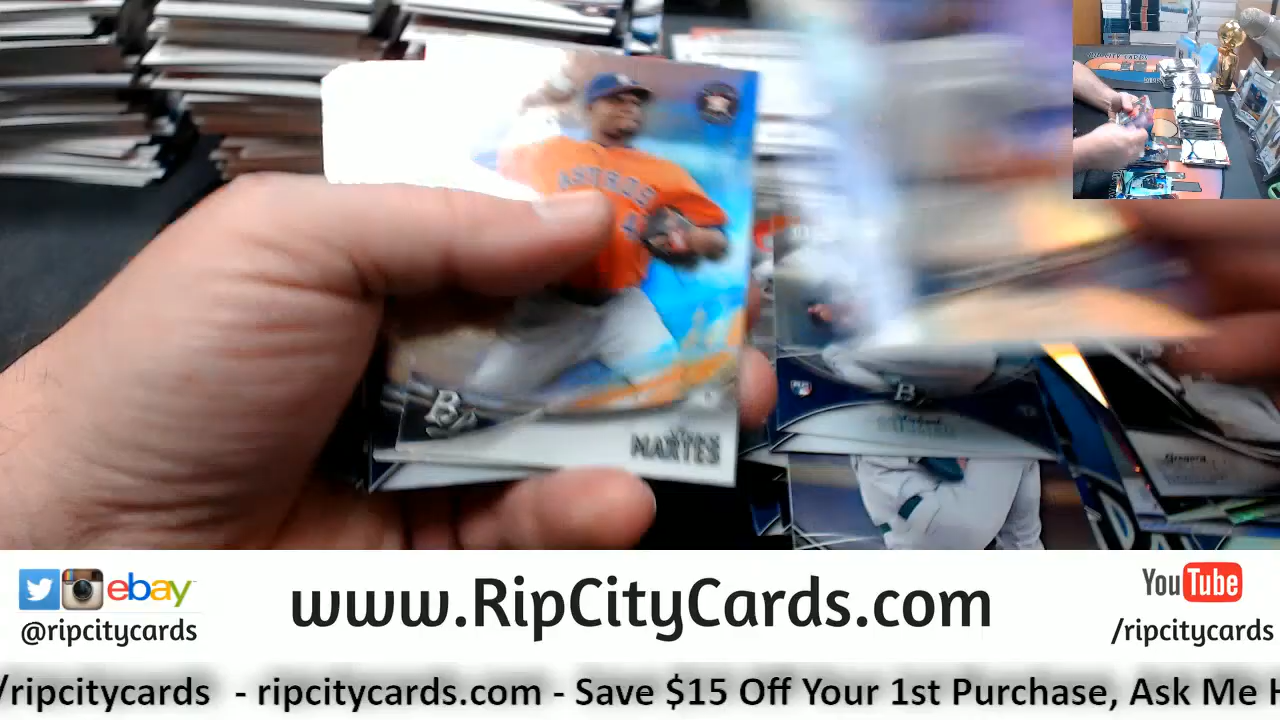 ASTROS
MARTES
Gregory
ebay
@ripcitycards
www.RipCityCards.com
YouTube
/ripcitycards
/ripcitycards - ripcitycards.com - Save $15 Off Your 1st Purchase, Ask Me H